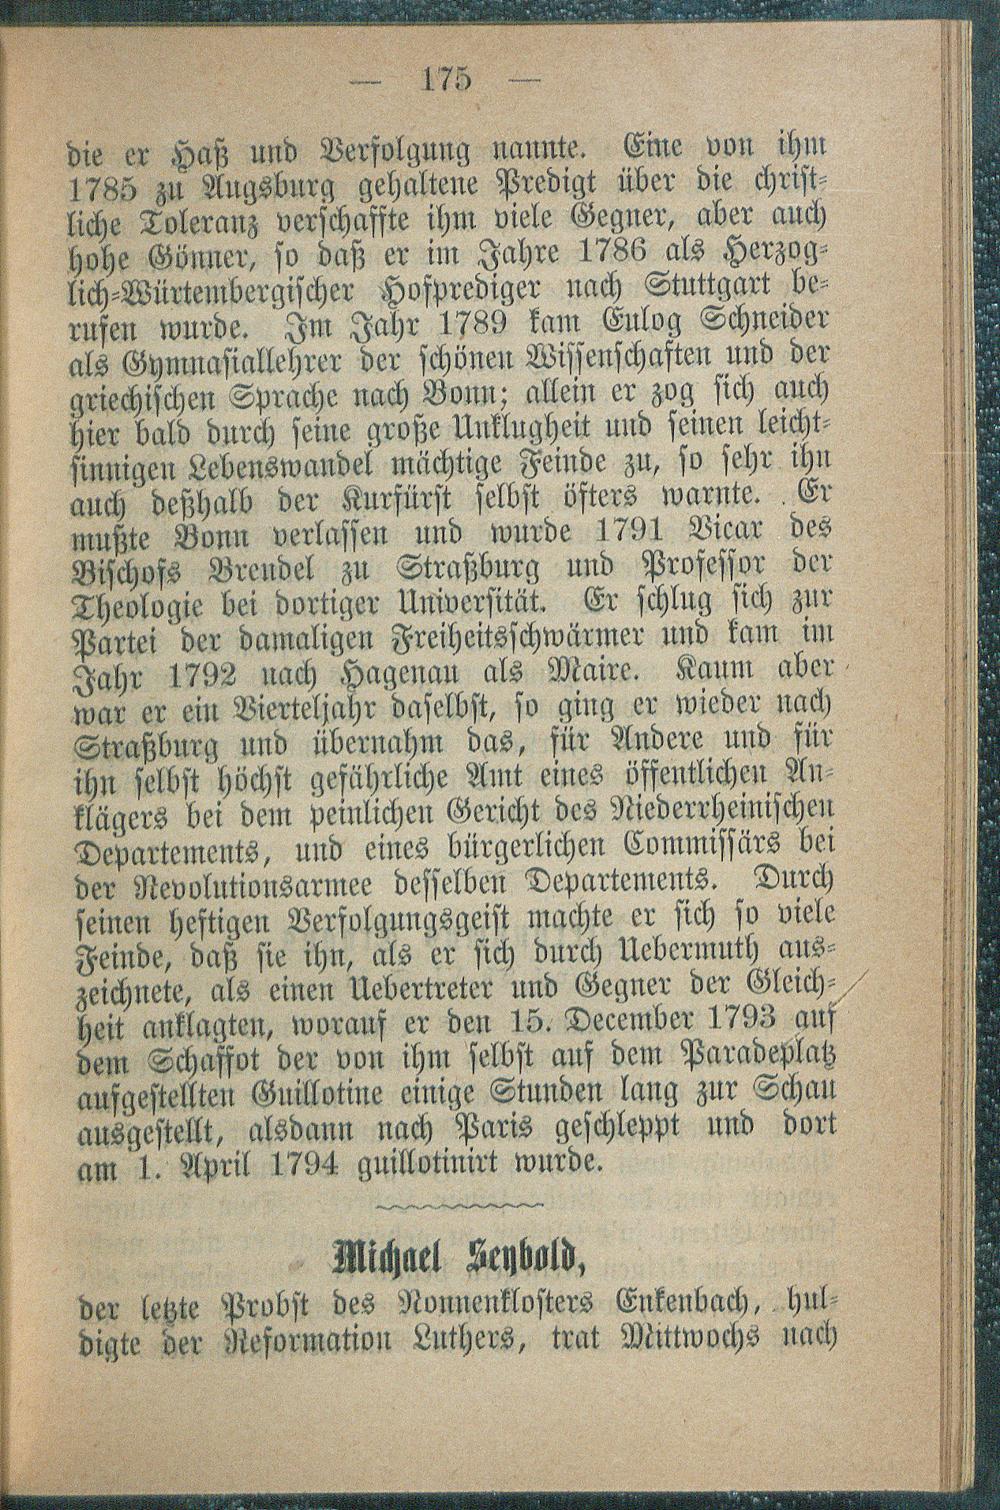 — 175 —
die er Haß und Verfolgung nannte. Eine von ihm
1785 zu Augsburg gehaltene Predigt über die christ-
liche Toleranz verschaffte ihm viele Gegner, aber auch
hohe Gönner, so daß er im Jahre 1786 als Herzog-
lich-Würtembergischer Hofprediger nach Stuttgart be-
rufen wurde. Im Jahr 1789 kam Eulog Schneider
als Gymnasiallehrer der schönen Wissenschaften und der
griechischen Sprache nach Bonn; allein er zog sich auch
hier bald durch seine große Unklugheit und seinen leicht-
sinnigen Lebenswandel mächtige Feinde zu, so sehr ihn
auch deßhalb der Kurfürst selbst öfters warnte. Er
mußte Bonn verlassen und wurde 1791 Vicar des
Bischofs Brendel zu Straßburg und Professor der
Theologie bei dortiger Universität. Er schlug sich zur
Partei der damaligen Freiheitsschwärmer und kam im
Jahr 1792 nach Hagenau als Maire. Kaum aber
war er ein Vierteljahr daselbst, so ging er wieder nach
Straßburg und übernahm das, für Andere und für
ihn selbst höchst gefährliche Amt eines öffentlichen An-
klägers bei dem peinlichen Gericht des Niederrheinischen
Departements, und eines bürgerlichen Commissärs bei
der Revolutionsarmee desselben Departements. Durch
seinen heftigen Verfolgungsgeist machte er sich so viele
Feinde, daß sie ihn, als er sich durch Uebermuth aus-
zeichnete, als einen Uebertreter und Gegner der Gleich-
heit anklagten, worauf er den 15. December 1793 auf
dem Schaffot der von ihm selbst auf dem Paradeplatz
aufgestellten Guillotine einige Stunden lang zur Schau
ausgestellt, alsdann nach Paris geschleppt und dort
am 1. April 1794 guillotinirt wurde.
Michael Seybold,
der letzte Probst des Nonnenklosters Enkenbach, hul-
digte der Reformation Luthers, trat Mittwochs nach